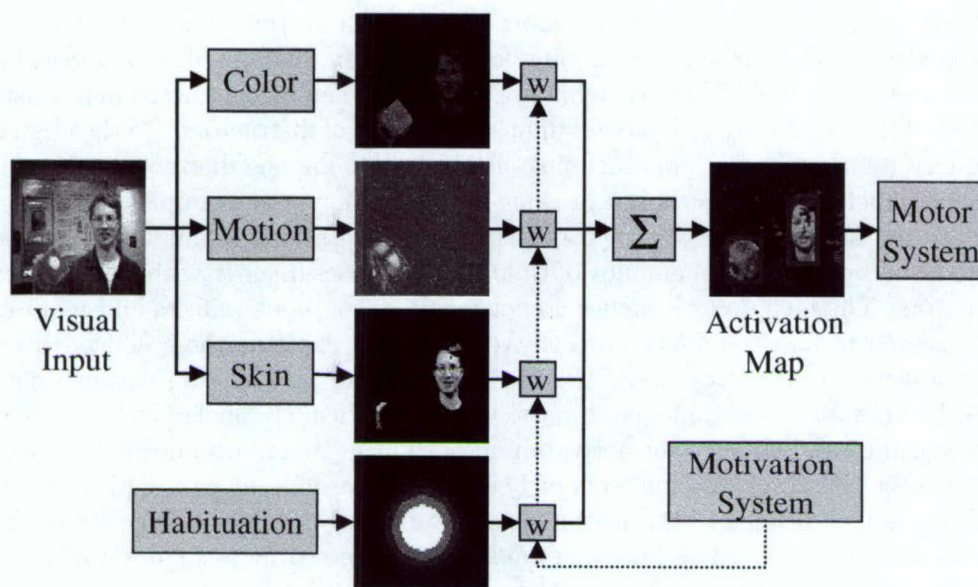 Color
w
Motion
w
Σ
Motor
System
Visual
Input
Activation
Map
Skin
w
Motivation
System
Habituation
w